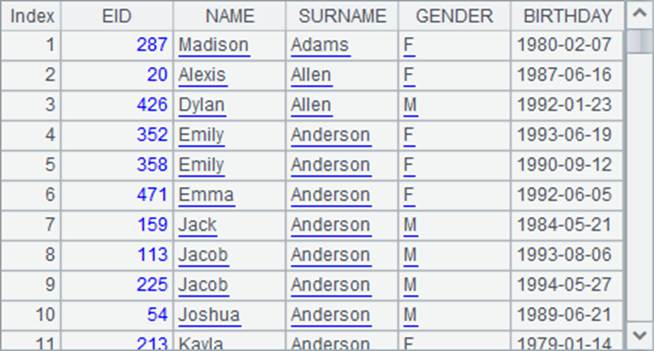 Index EID NAME SURNAME GENDER BIRTHDAY
1 287 Madison Adams F 1980-02-07
2 20 Alexis Allen F 1987-06-16
3 426 Dylan Allen M 1992-01-23
4 352 Emily Anderson F 1993-06-19
5 358 Emily Anderson F 1990-09-12
6 471 Emma Anderson F 1992-06-05
7 159 Jack Anderson M 1984-05-21
8 113 Jacob Anderson M 1993-08-06
9 225 Jacob Anderson M 1994-05-27
10 54 Joshua Anderson M 1989-06-21
11 213 Kayla Anderson F 1979-01-14